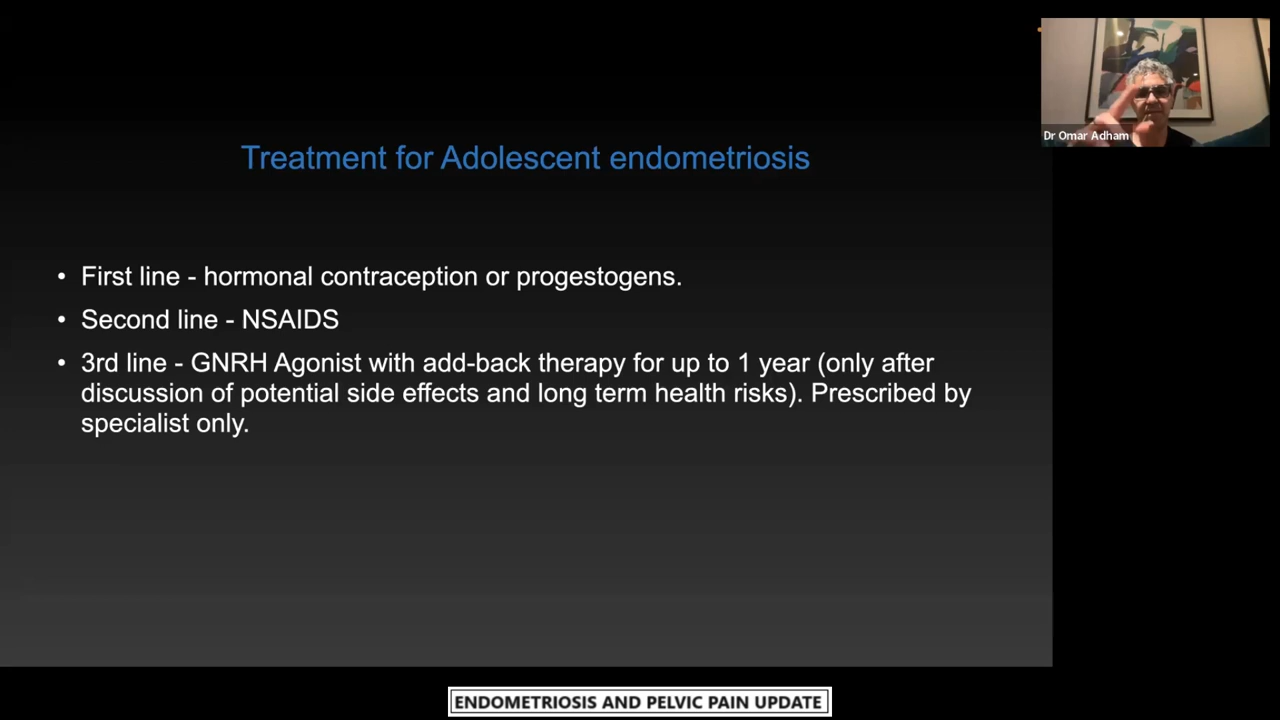 Dr Omar Adham
Treatment for Adolescent endometriosis
• First line - hormonal contraception or progestogens.
• Second line - NSAIDS
• 3rd line - GNRH Agonist with add-back therapy for up to 1 year (only after
discussion of potential side effects and long term health risks). Prescribed by
specialist only.
ENDOMETRIOSIS AND PELVIC PAIN UPDATE